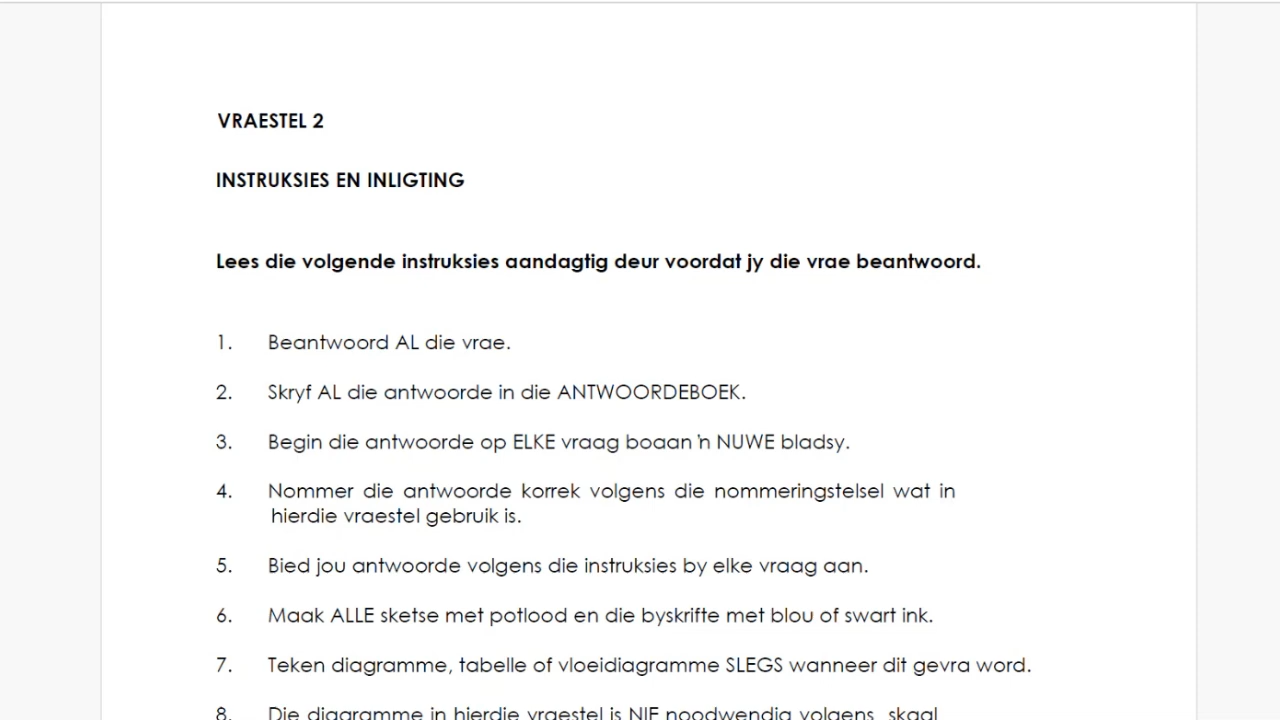 VRAESTEL 2
INSTRUKSIES EN INLIGTING
Lees die volgende instruksies aandagtig deur voordat jy die vrae beantwoord.
1. Beantwoord AL die vrae.
2. Skryf AL die antwoorde in die ANTWOORDEBOEK.
3. Begin die antwoorde op ELKE vraag boaan 'n NUWE bladsy.
4. Nommer die antwoorde korrek volgens die nommeringstelsel wat in
hierdie vraestel gebruik is.
5. Bied jou antwoorde volgens die instruksies by elke vraag aan.
6. Maak ALLE sketse met potlood en die byskrifte met blou of swart ink.
7. Teken diagramme, tabelle of vloeidiagramme SLEGS wanneer dit gevra word.
8. Die diagramme in hierdie vraestel is NIE noodwendig volgens skaal